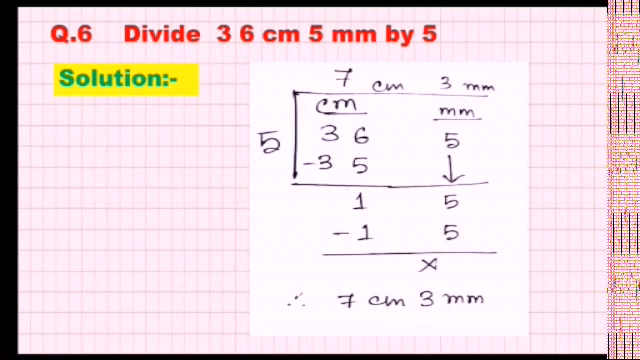 Q.6 Divide 3 6 cm 5 mm by 5
Solution:-
7 cm 3 mm
cm mm
5 3 6 5
-3 5 ↓
1 5
- 1 5
×
∴ 7 cm 3 mm